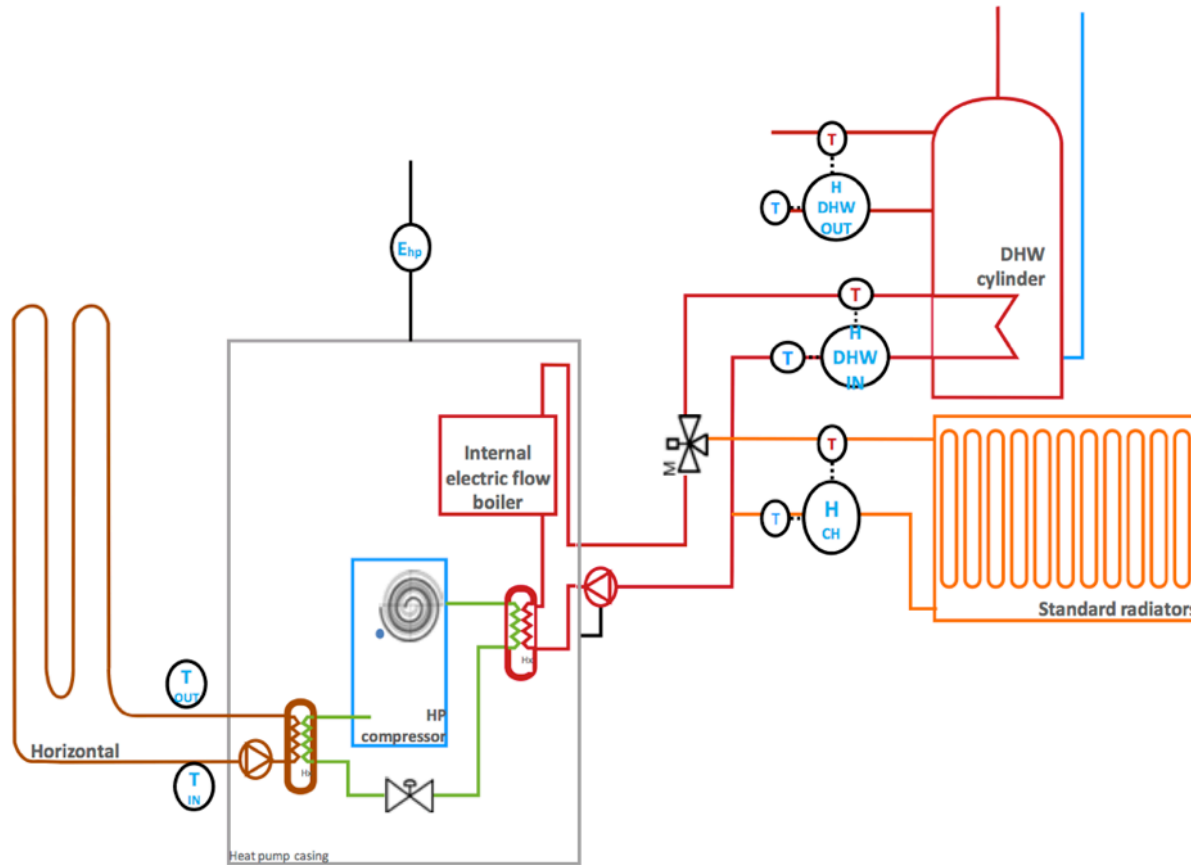 T
H
DHW
OUT
T
Ehp
DHW
cylinder
T
H
DHW
IN
T
Internal
electric flow
boiler
M
T
H
CH
T
Standard radiators
Hx
T
OUT
HP
compressor
Horizontal
Hx
T
IN
Heat pump casing